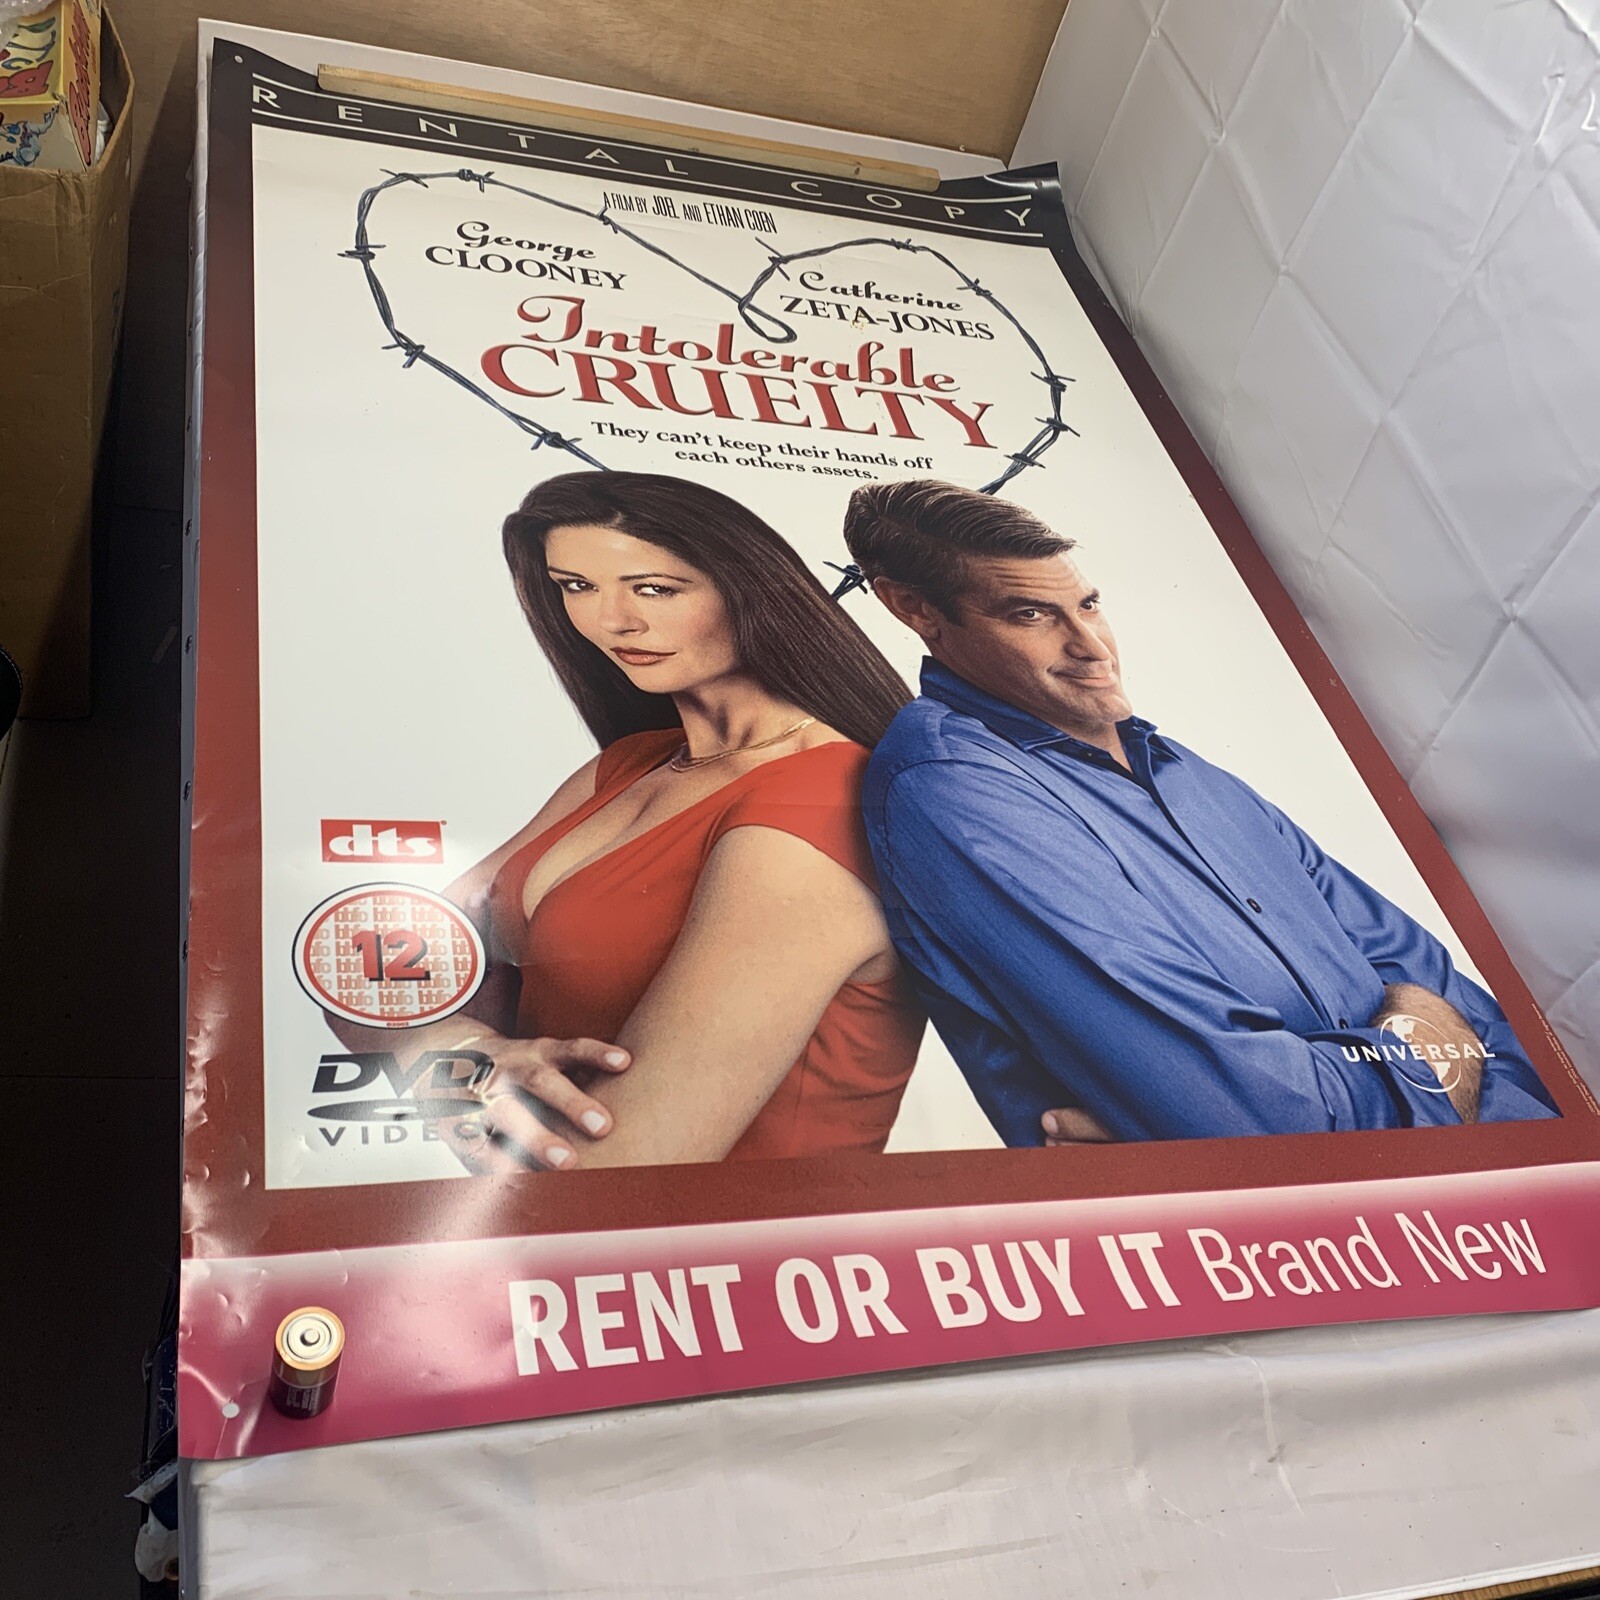 RENTAL COPY
A FILM BY JOEL AND ETHAN COEN
George
CLOONEY
Catherine
ZETA-JONES
Intolerable
CRUELTY
They can't keep their hands off
each others assets.
dts
12
DVD
VIDEO
UNIVERSAL
RENT OR BUY IT Brand New